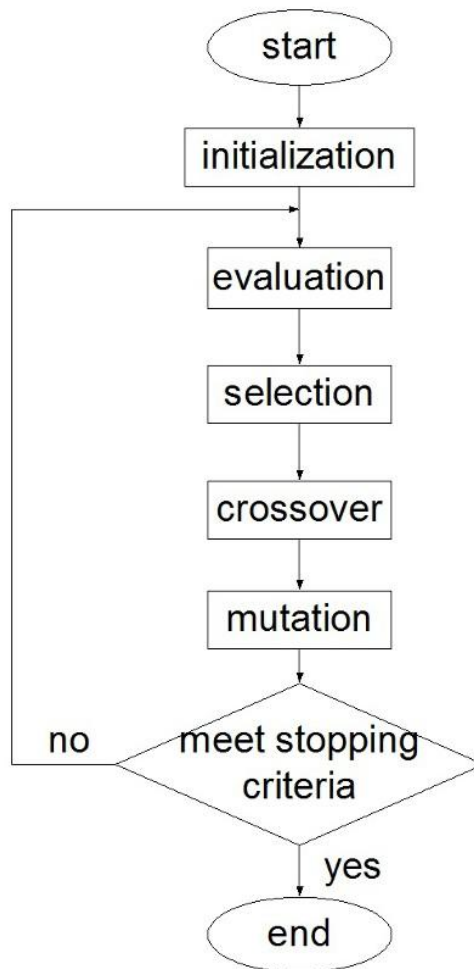 start
initialization
evaluation
selection
crossover
mutation
no
meet stopping
criteria
yes
end